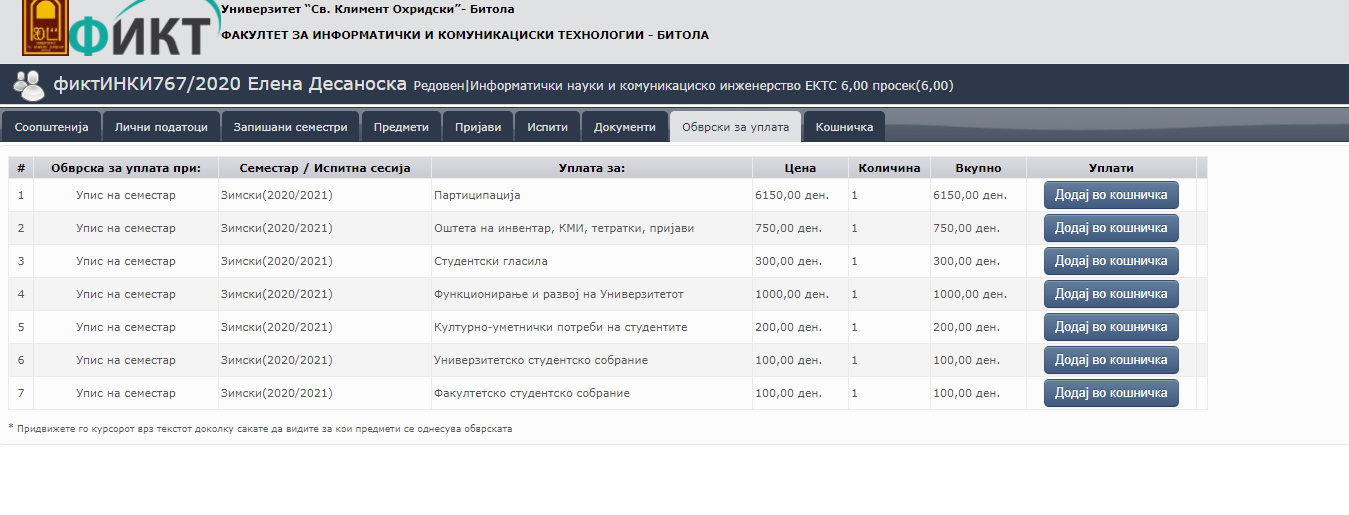 Универзитет “Св. Климент Охридски”- Битола
ФИКТ
ФАКУЛТЕТ ЗА ИНФОРМАТИЧКИ И КОМУНИКАЦИСКИ ТЕХНОЛОГИИ - БИТОЛА
фиктИНКИ767/2020 Елена Десаноска Редовен|Информатички науки и комуникациско инженерство ЕКТС 6,00 просек(6,00)
Соопштенија Лични податоци Запишани семестри Предмети Пријави Испити Документи Обврски за уплата Кошничка
# Обврска за уплата при: Семестар / Испитна сесија Уплата за: Цена Количина Вкупно Уплати
1 Упис на семестар Зимски(2020/2021) Партиципација 6150,00 ден. 1 6150,00 ден. Додај во кошничка
2 Упис на семестар Зимски(2020/2021) Оштета на инвентар, КМИ, тетратки, пријави 750,00 ден. 1 750,00 ден. Додај во кошничка
3 Упис на семестар Зимски(2020/2021) Студентски гласила 300,00 ден. 1 300,00 ден. Додај во кошничка
4 Упис на семестар Зимски(2020/2021) Функционирање и развој на Универзитетот 1000,00 ден. 1 1000,00 ден. Додај во кошничка
5 Упис на семестар Зимски(2020/2021) Културно-уметнички потреби на студентите 200,00 ден. 1 200,00 ден. Додај во кошничка
6 Упис на семестар Зимски(2020/2021) Универзитетско студентско собрание 100,00 ден. 1 100,00 ден. Додај во кошничка
7 Упис на семестар Зимски(2020/2021) Факултетско студентско собрание 100,00 ден. 1 100,00 ден. Додај во кошничка
* Придвижете го курсорот врз текстот доколку сакате да видите за кои предмети се однесува обврската